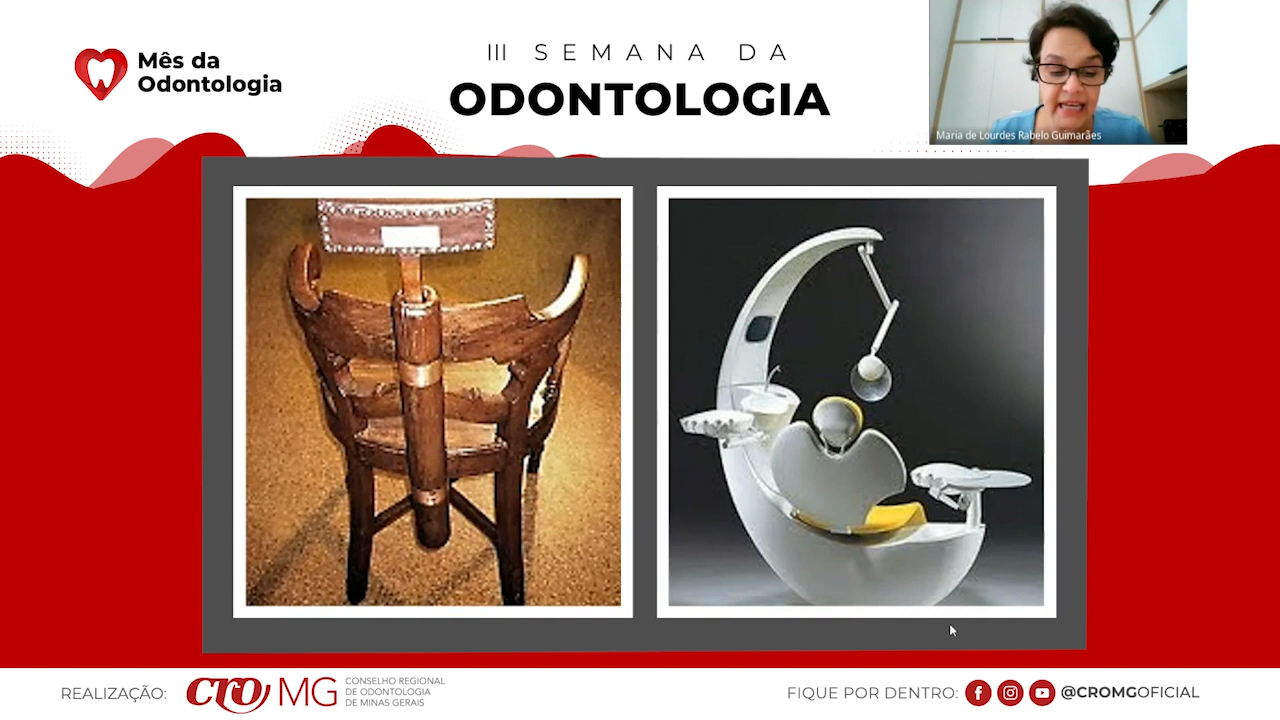 Mês da
Odontologia
III SEMANA DA
ODONTOLOGIA
Maria de Lourdes Rabelo Guimarães
REALIZAÇÃO:
cro MG
CONSELHO REGIONAL
DE ODONTOLOGIA
DE MINAS GERAIS
FIQUE POR DENTRO:
@CROMGOFICIAL